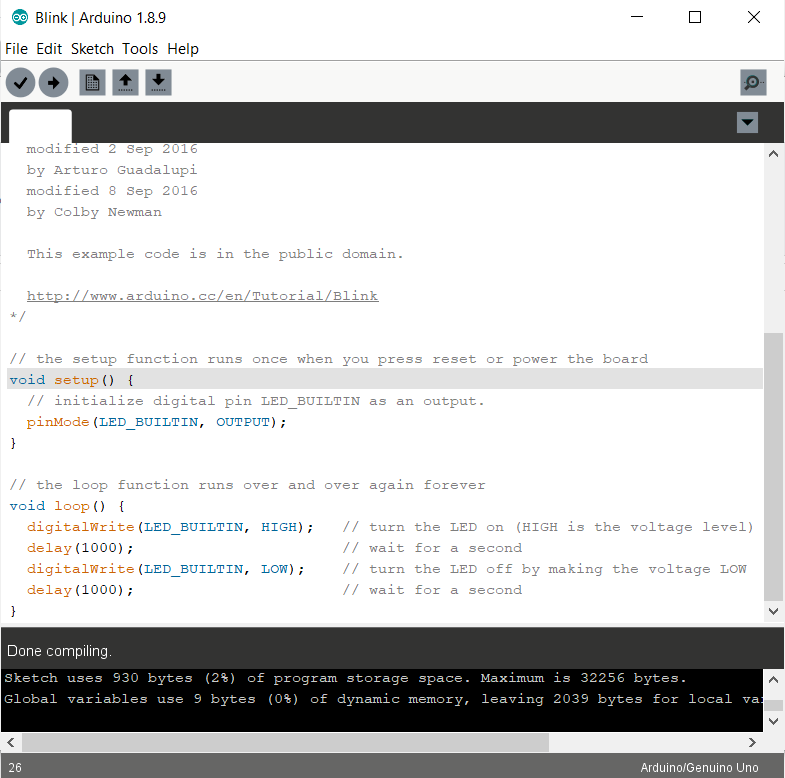 Blink | Arduino 1.8.9
File Edit Sketch Tools Help
modified 2 Sep 2016
by Arturo Guadalupi
modified 8 Sep 2016
by Colby Newman
This example code is in the public domain.
http://www.arduino.cc/en/Tutorial/Blink
*/
// the setup function runs once when you press reset or power the board
void setup() {
// initialize digital pin LED_BUILTIN as an output.
pinMode(LED_BUILTIN, OUTPUT);
}
// the loop function runs over and over again forever
void loop() {
digitalWrite(LED_BUILTIN, HIGH);   // turn the LED on (HIGH is the voltage level)
delay(1000);                       // wait for a second
digitalWrite(LED_BUILTIN, LOW);    // turn the LED off by making the voltage LOW
delay(1000);                       // wait for a second
}
Done compiling.
Sketch uses 930 bytes (2%) of program storage space. Maximum is 32256 bytes.
Global variables use 9 bytes (0%) of dynamic memory, leaving 2039 bytes for local va
26
Arduino/Genuino Uno